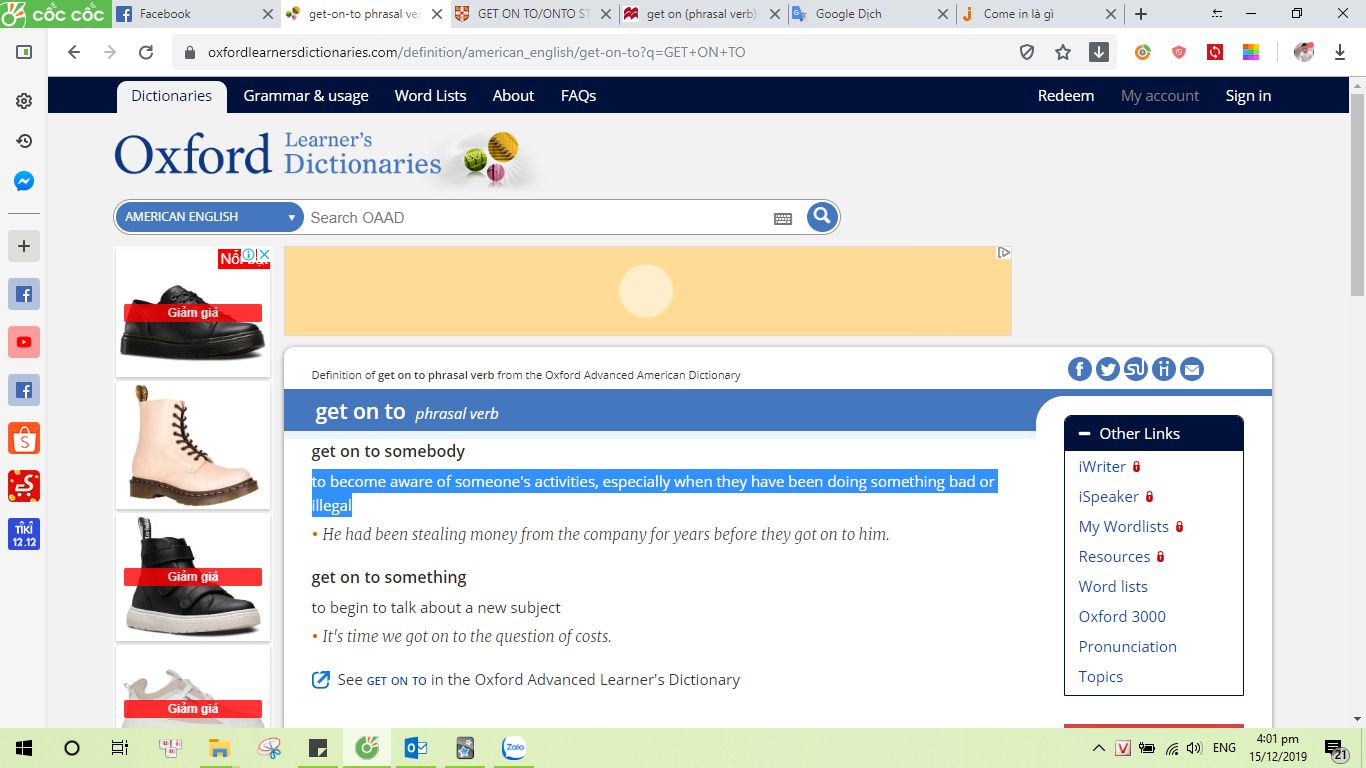 cốc cốc
Facebook
get-on-to phrasal ver
GET ON TO/ONTO ST
get on (phrasal verb)
Google Dịch
Come in là gì
oxfordlearnersdictionaries.com/definition/american_english/get-on-to?q=GET+ON+TO
Dictionaries Grammar & usage Word Lists About FAQs Redeem My account Sign in
Oxford Learner's
Dictionaries
AMERICAN ENGLISH Search OAAD
Giảm giá
Giảm giá
Giảm giá
Definition of get on to phrasal verb from the Oxford Advanced American Dictionary
get on to phrasal verb
get on to somebody
to become aware of someone's activities, especially when they have been doing something bad or
illegal
• He had been stealing money from the company for years before they got on to him.
get on to something
to begin to talk about a new subject
• It's time we got on to the question of costs.
See GET ON TO in the Oxford Advanced Learner's Dictionary
Other Links
iWriter
iSpeaker
My Wordlists
Resources
Word lists
Oxford 3000
Pronunciation
Topics
TIKI
12.12
Zalo
V
ENG
4:01 pm
15/12/2019
21